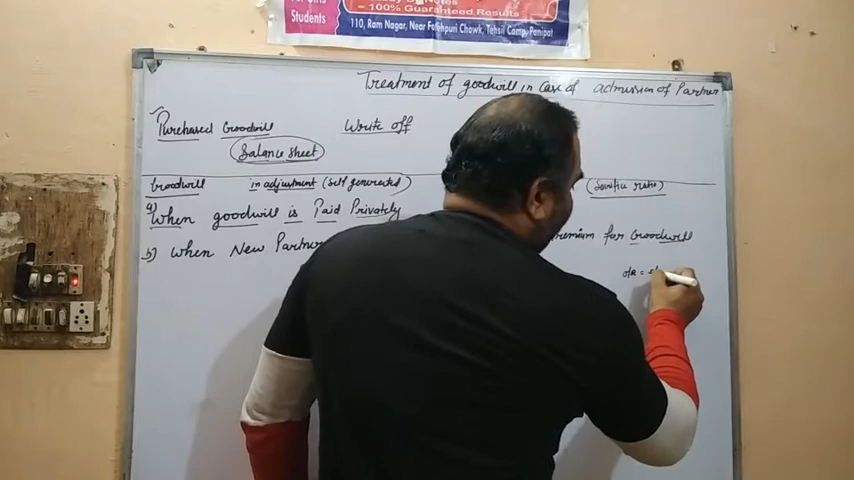 Students
- 100% Guaranteed Results
110, Ram Nagar, Near Fatehpuri Chowk, Tehsil Camp, Panipat
Treatment of goodwill in Case of admission of Partner
Purchased Goodwill Write off
Balance sheet
Goodwill in adjustment (self generated) (Sacrifice ratio)
a) When goodwill is Paid Privately
b) When New Partner Premium for Goodwill